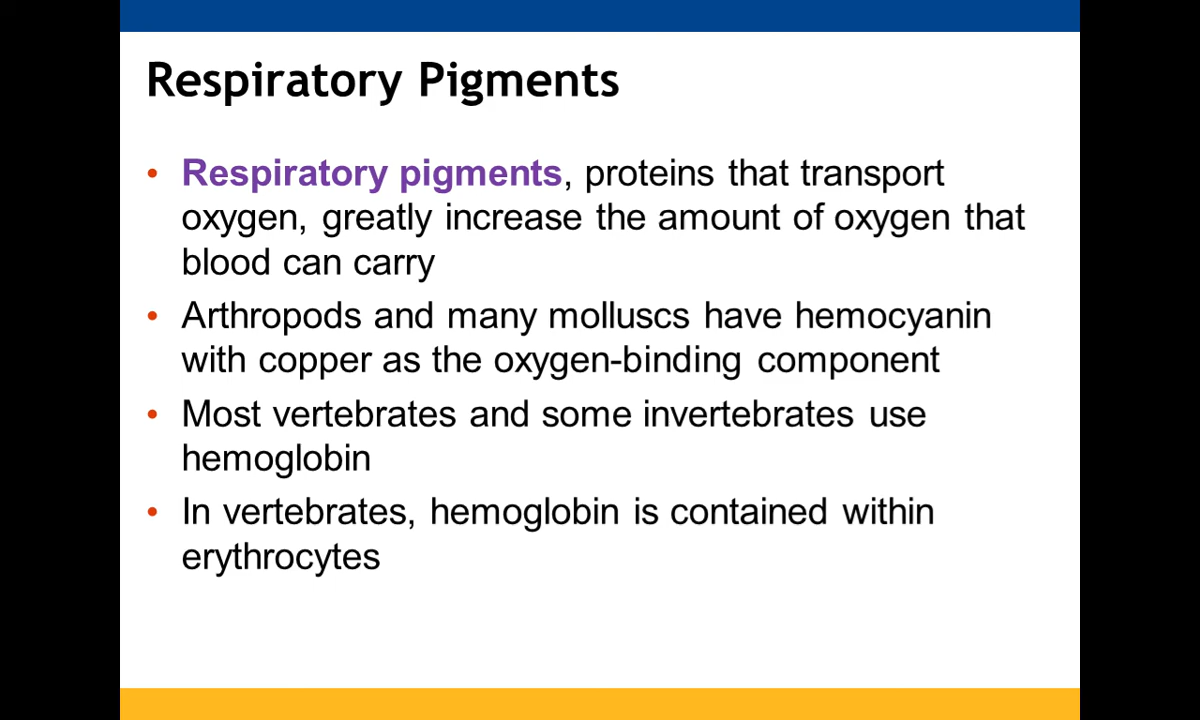 Respiratory Pigments
• Respiratory pigments, proteins that transport
oxygen, greatly increase the amount of oxygen that
blood can carry
• Arthropods and many molluscs have hemocyanin
with copper as the oxygen-binding component
• Most vertebrates and some invertebrates use
hemoglobin
• In vertebrates, hemoglobin is contained within
erythrocytes